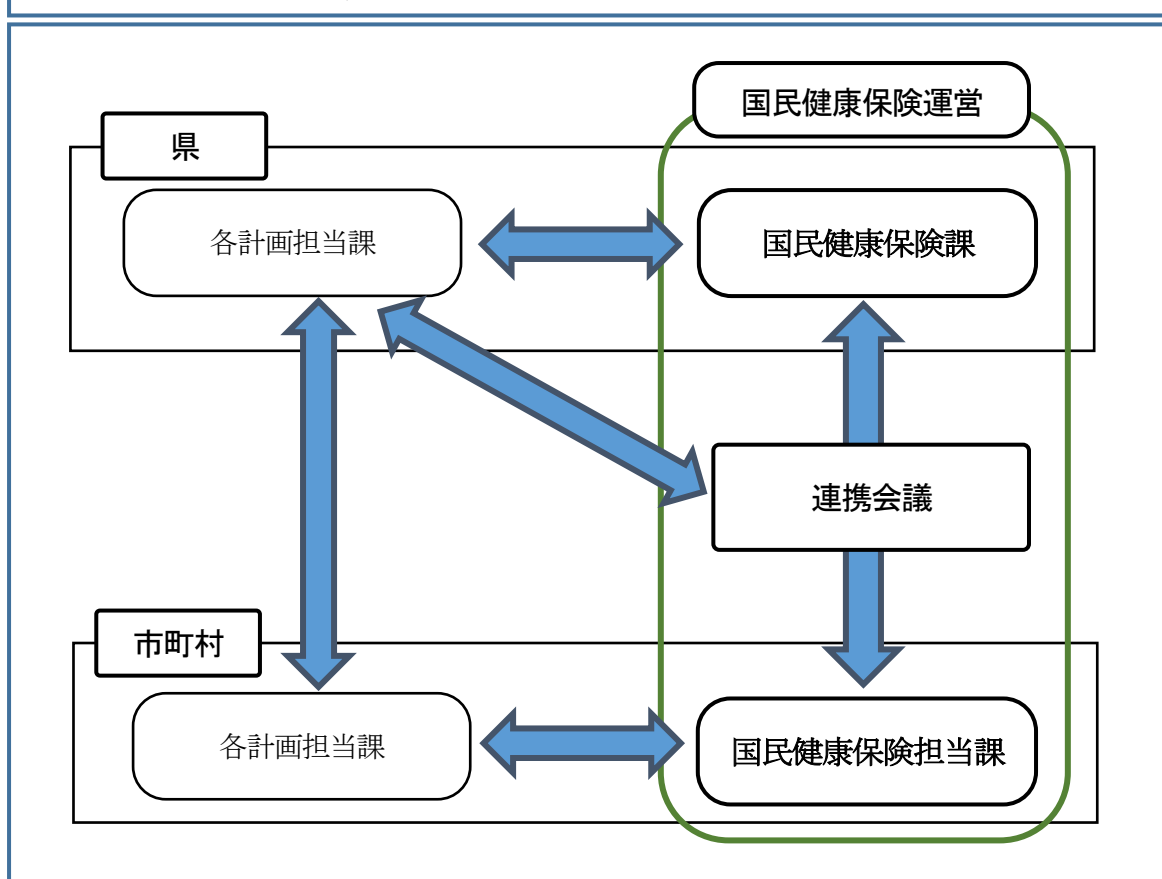 国民健康保険運営
県
各計画担当課
国民健康保険課
連携会議
市町村
各計画担当課
国民健康保険担当課